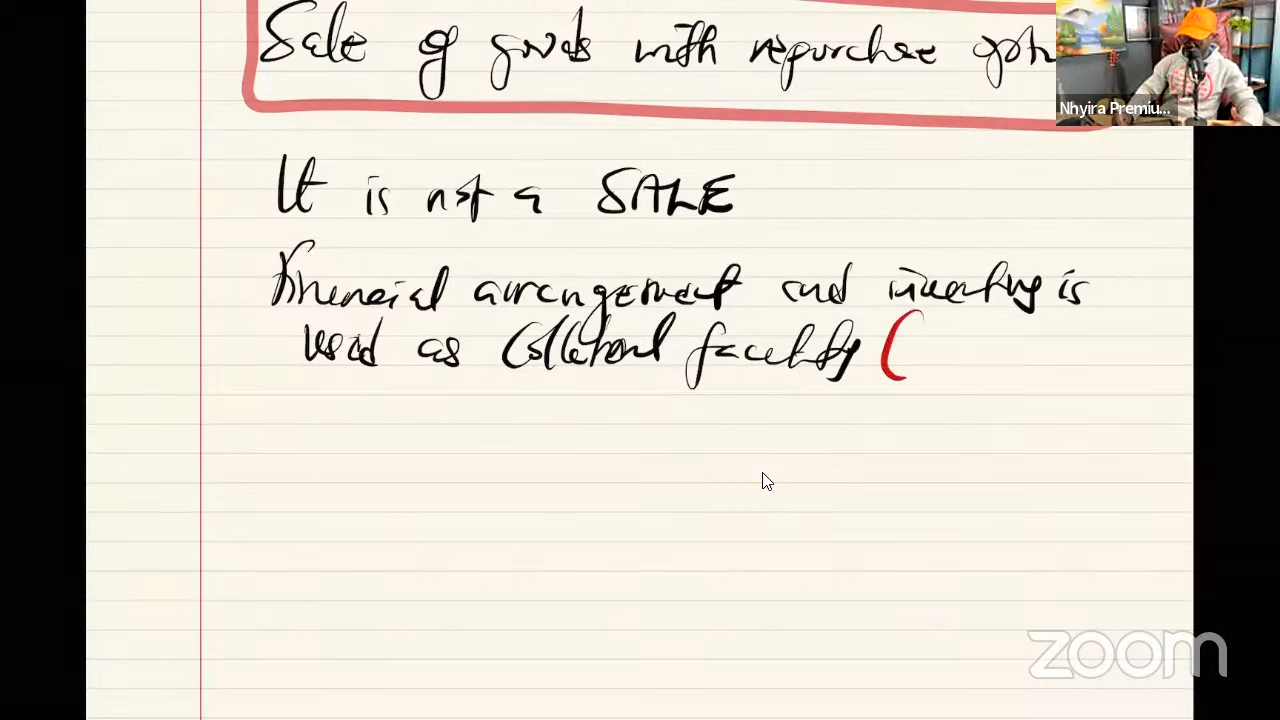 Sale of goods with repurchase optn
Nhyira Premiu...
It is not a SALE
Financial arrangement and inventory is
used as collateral facility (
zoom